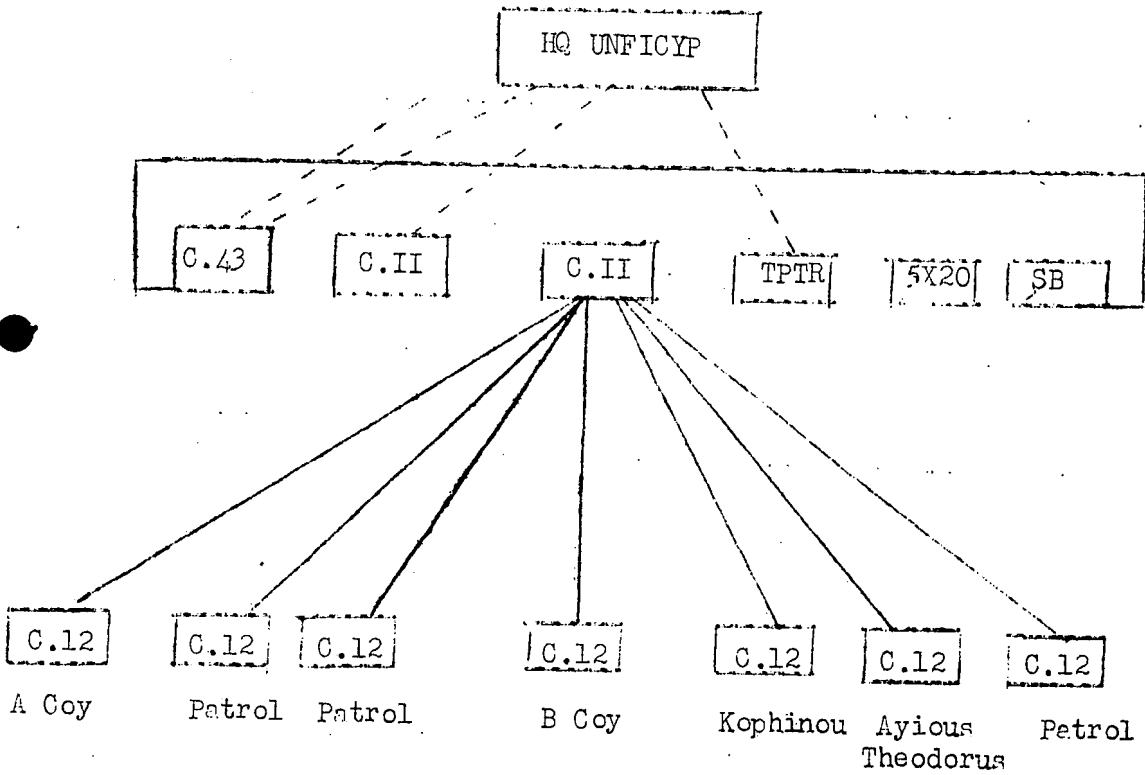 HQ UNFICYP
C.43
C.II
C.II
TPTR
5X20
SB
C.12
C.12
C.12
C.12
C.12
C.12
C.12
A Coy
Patrol
Patrol
B Coy
Kophinou
Ayious
Theodorus
Patrol